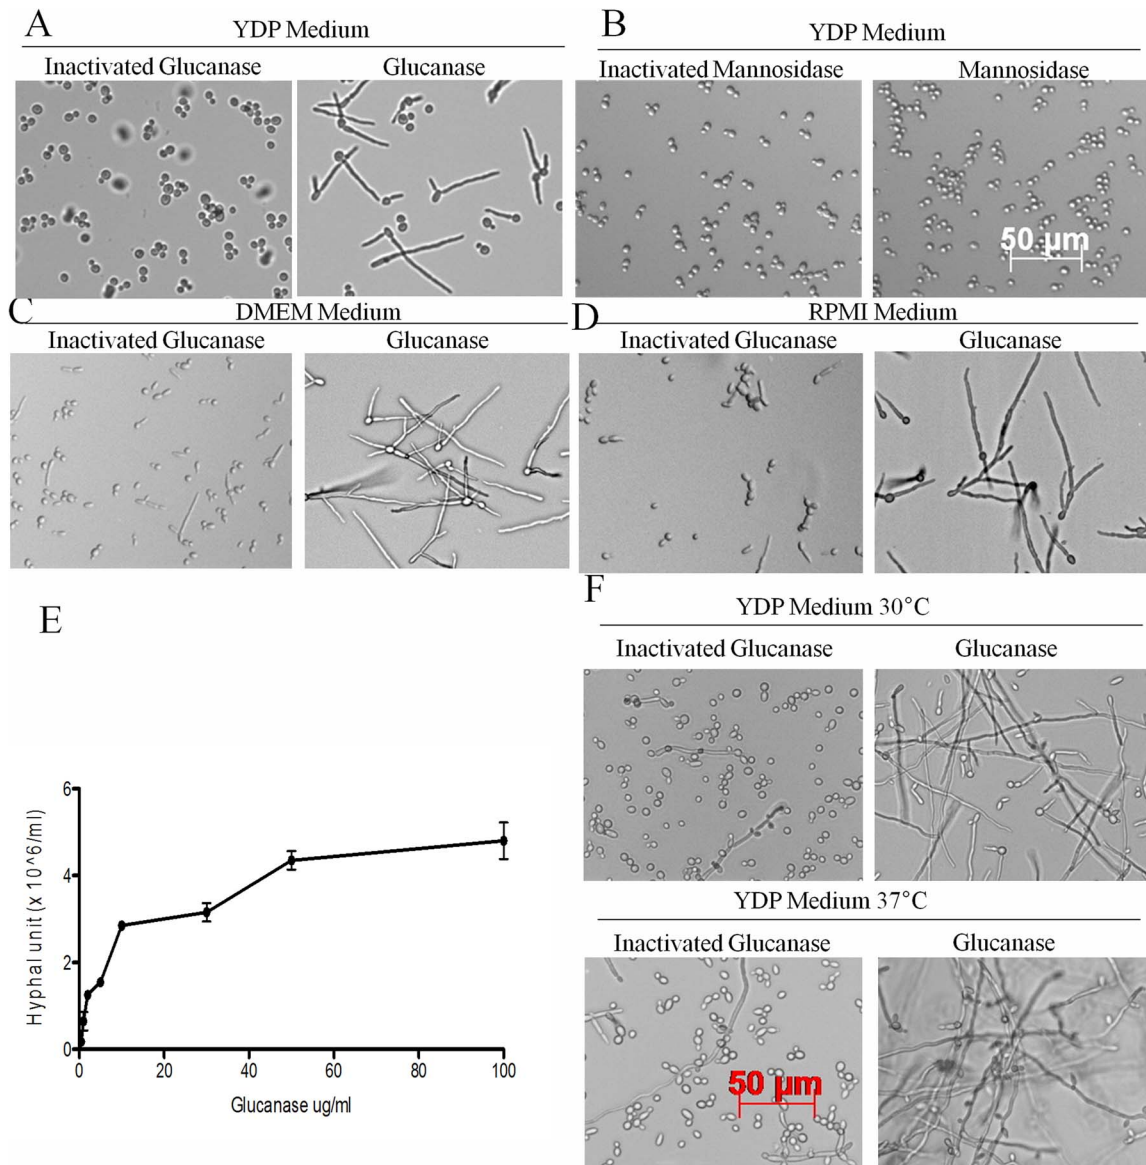 A
YDP Medium
Inactivated Glucanase
Glucanase
B
YDP Medium
Inactivated Mannosidase
Mannosidase
50 µm
C
DMEM Medium
Inactivated Glucanase
Glucanase
D
RPMI Medium
Inactivated Glucanase
Glucanase
E
6
4
2
0
Hyphal unit (x 10^6/ml)
0 20 40 60 80 100
Glucanase ug/ml
F
YDP Medium 30°C
Inactivated Glucanase
Glucanase
YDP Medium 37°C
Inactivated Glucanase
Glucanase
50 µm